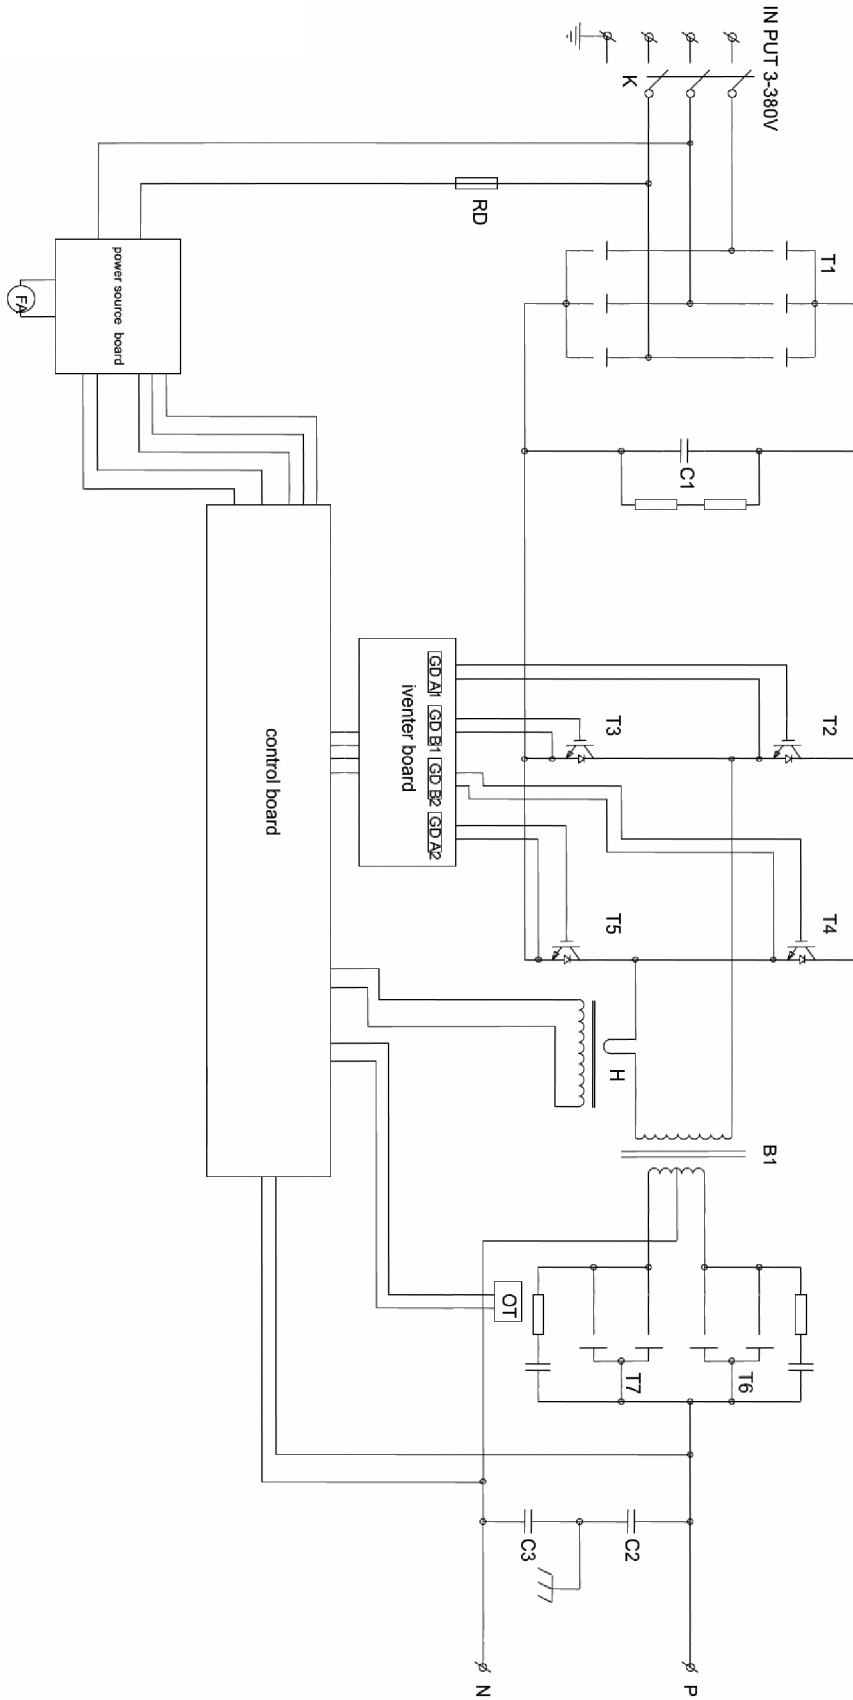 IN PUT 3-380V
K
RD
T1
power source board
FA
C1
T2
T3
GD A1
GD B1
GD B2
GD A2
iventer board
control board
T4
T5
H
B1
OT
T6
T7
C2
C3
P
N